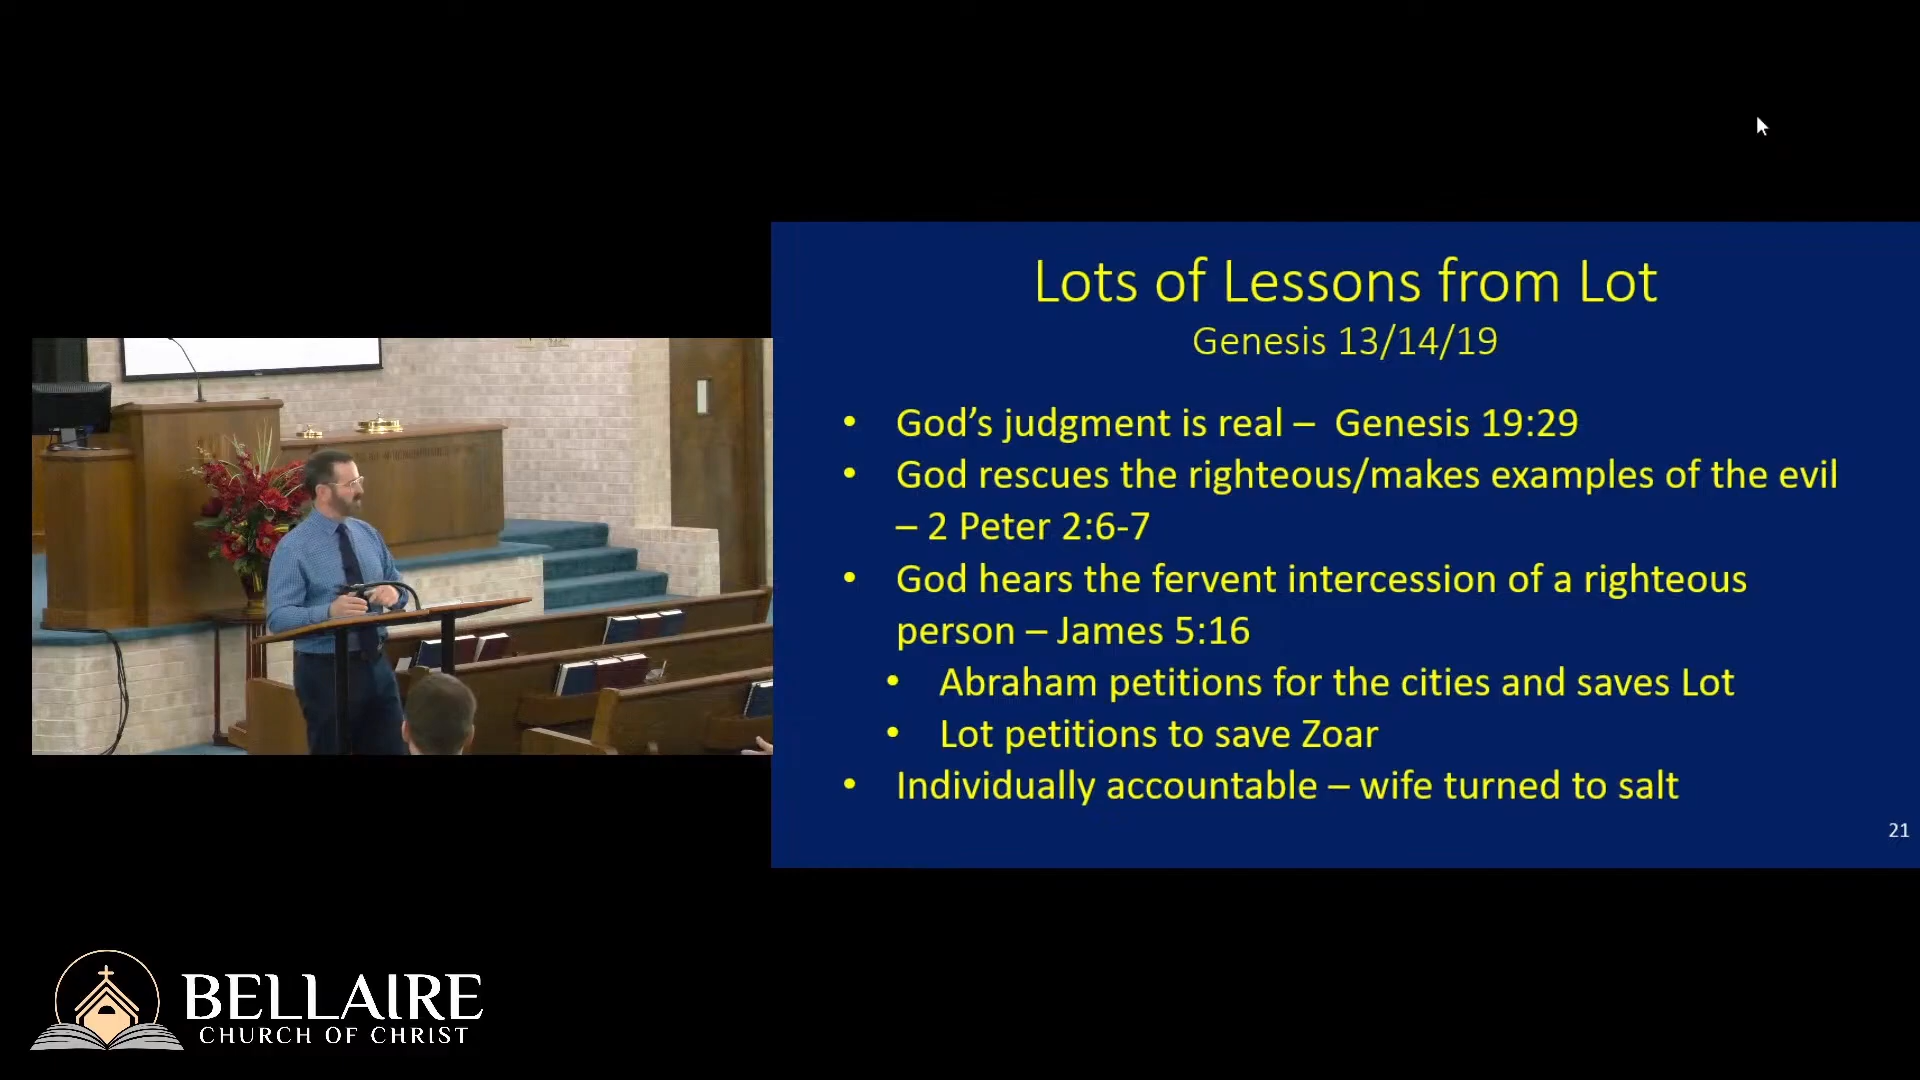 Lots of Lessons from Lot
Genesis 13/14/19
• God’s judgment is real –  Genesis 19:29
• God rescues the righteous/makes examples of the evil
– 2 Peter 2:6-7
• God hears the fervent intercession of a righteous
person – James 5:16
• Abraham petitions for the cities and saves Lot
• Lot petitions to save Zoar
• Individually accountable – wife turned to salt
21
BELLAIRE
CHURCH OF CHRIST